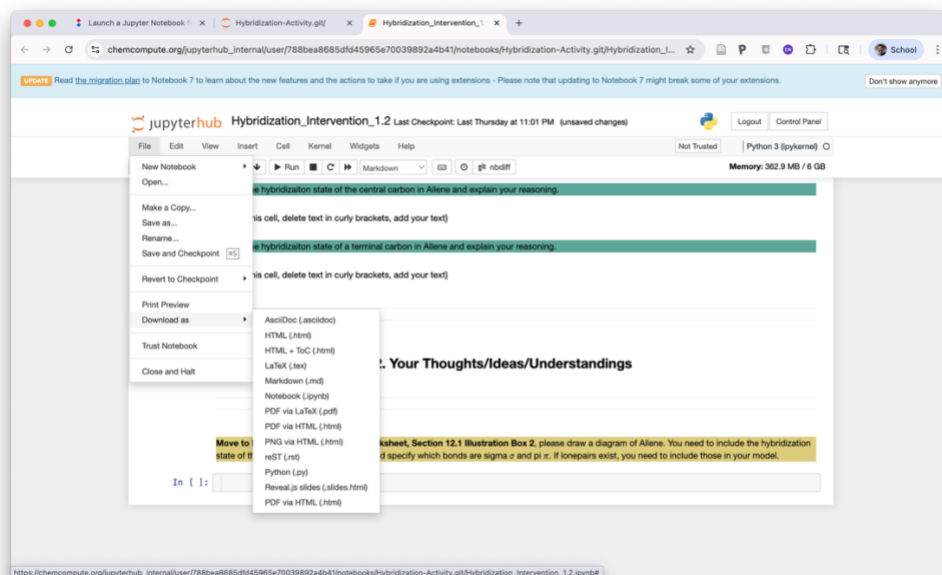 Launch a Jupyter Notebook f
Hybridization-Activity.git/
Hybridization_Intervention_1.
chemcompute.org/jupyterhub_internal/user/788bea8685dfd45965e70039892a4b41/notebooks/Hybridization-Activity.git/Hybridization_I...
School
UPDATE Read the migration plan to Notebook 7 to learn about the new features and the actions to take if you are using extensions - Please note that updating to Notebook 7 might break some of your extensions.
Don't show anymore
jupyterhub Hybridization_Intervention_1.2 Last Checkpoint: Last Thursday at 11:01 PM (unsaved changes)
Logout Control Panel
File Edit View Insert Cell Kernel Widgets Help
Not Trusted Python 3 (ipykernel)
Run Markdown nbdiff
Memory: 362.9 MB / 6 GB
New Notebook
Open...
Make a Copy...
Save as...
Rename...
Save and Checkpoint ⌘S
Revert to Checkpoint
Print Preview
Download as
Trust Notebook
Close and Halt
AsciiDoc (.asciidoc)
HTML (.html)
HTML + ToC (.html)
LaTeX (.tex)
Markdown (.md)
Notebook (.ipynb)
PDF via LaTeX (.pdf)
PDF via HTML (.html)
PNG via HTML (.html)
reST (.rst)
Python (.py)
Reveal.js slides (.slides.html)
PDF via HTML (.html)
e hybridizaiton state of the central carbon in Allene and explain your reasoning.
his cell, delete text in curly brackets, add your text}
e hybridizaiton state of a terminal carbon in Allene and explain your reasoning.
his cell, delete text in curly brackets, add your text}
2. Your Thoughts/Ideas/Understandings
Move to ksheet, Section 12.1 Illustration Box 2, please draw a diagram of Allene. You need to include the hybridization
state of th d specify which bonds are sigma σ and pi π. If lonepairs exist, you need to include those in your model.
In [ ]:
https://chemcompute.org/jupyterhub_internal/user/788bea8685dfd45965e70039892a4b41/notebooks/Hybridization-Activity.git/Hybridization_Intervention_1.2.ipynb#